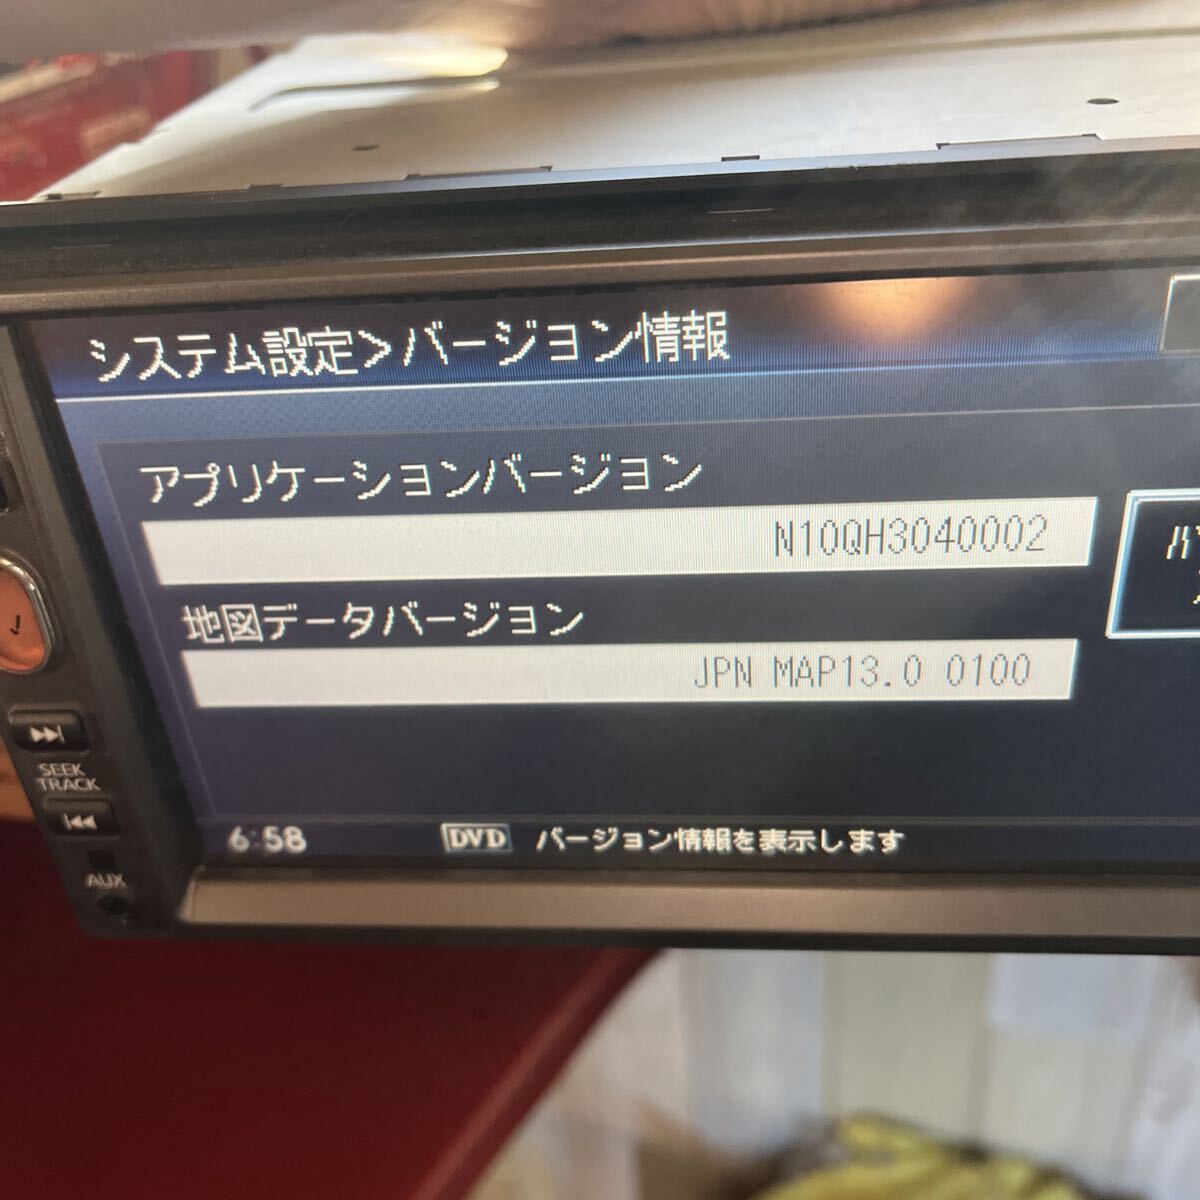 システム設定>バージョン情報
アプリケーションバージョン
N10QH3040002
地図データバージョン
JPN MAP13.0 0100
SEEK
TRACK
AUX
6:58
DVD バージョン情報を表示します